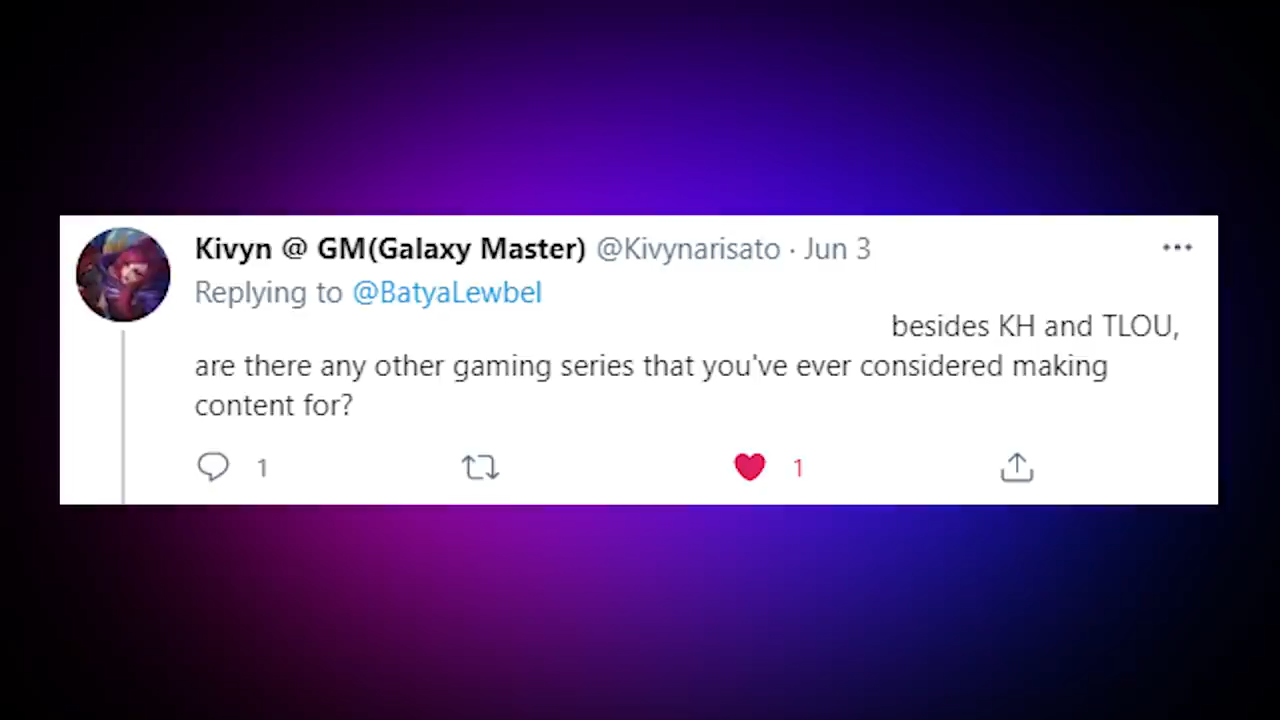 Kivyn @ GM(Galaxy Master) @Kivynarisato · Jun 3
Replying to @BatyaLewbel
besides KH and TLOU,
are there any other gaming series that you've ever considered making
content for?
1 1